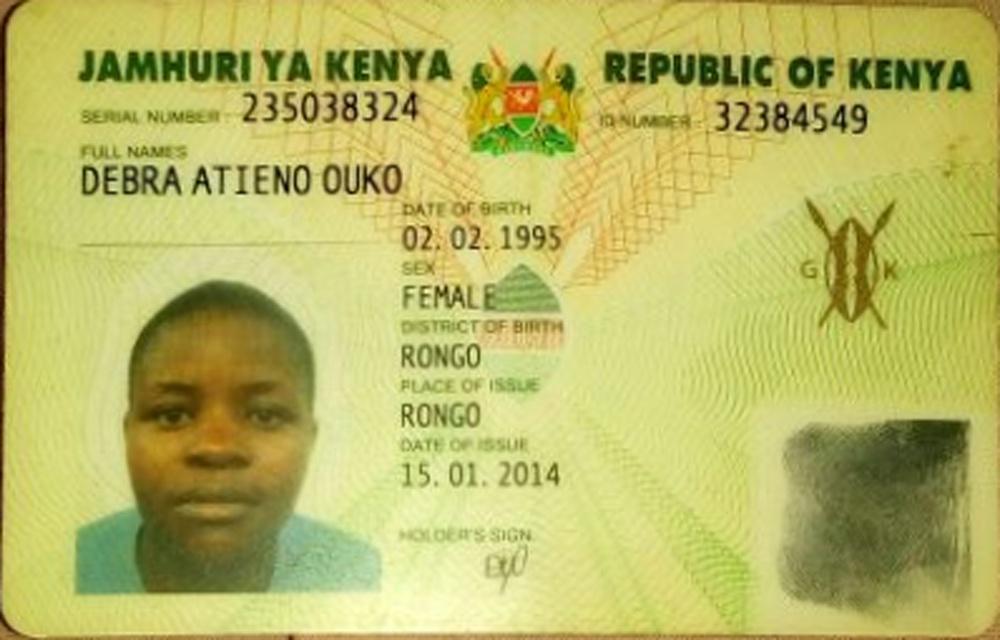 JAMHURI YA KENYA
REPUBLIC OF KENYA
SERIAL NUMBER : 235038324
ID NUMBER : 32384549
FULL NAMES
DEBRA ATIENO OUKO
DATE OF BIRTH
02. 02. 1995
SEX
FEMALE
DISTRICT OF BIRTH
RONGO
PLACE OF ISSUE
RONGO
DATE OF ISSUE
15. 01. 2014
HOLDER'S SIGN.
G K